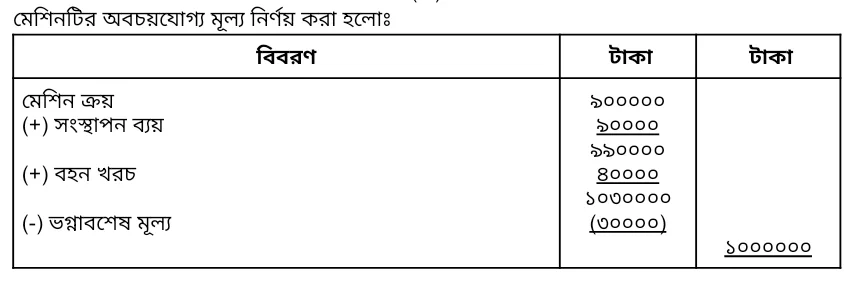 মেশিনটির অবচয়যোগ্য মূল্য নির্ণয় করা হলোঃ
বিবরণ টাকা টাকা
মেশিন ক্রয় ৯০০০০০
(+) সংস্থাপন ব্যয় ৯০০০০
৯৯০০০০
(+) বহন খরচ ৪০০০০
১০৩০০০০
(-) ভগ্নাবশেষ মূল্য (৩০০০০)
১০০০০০০